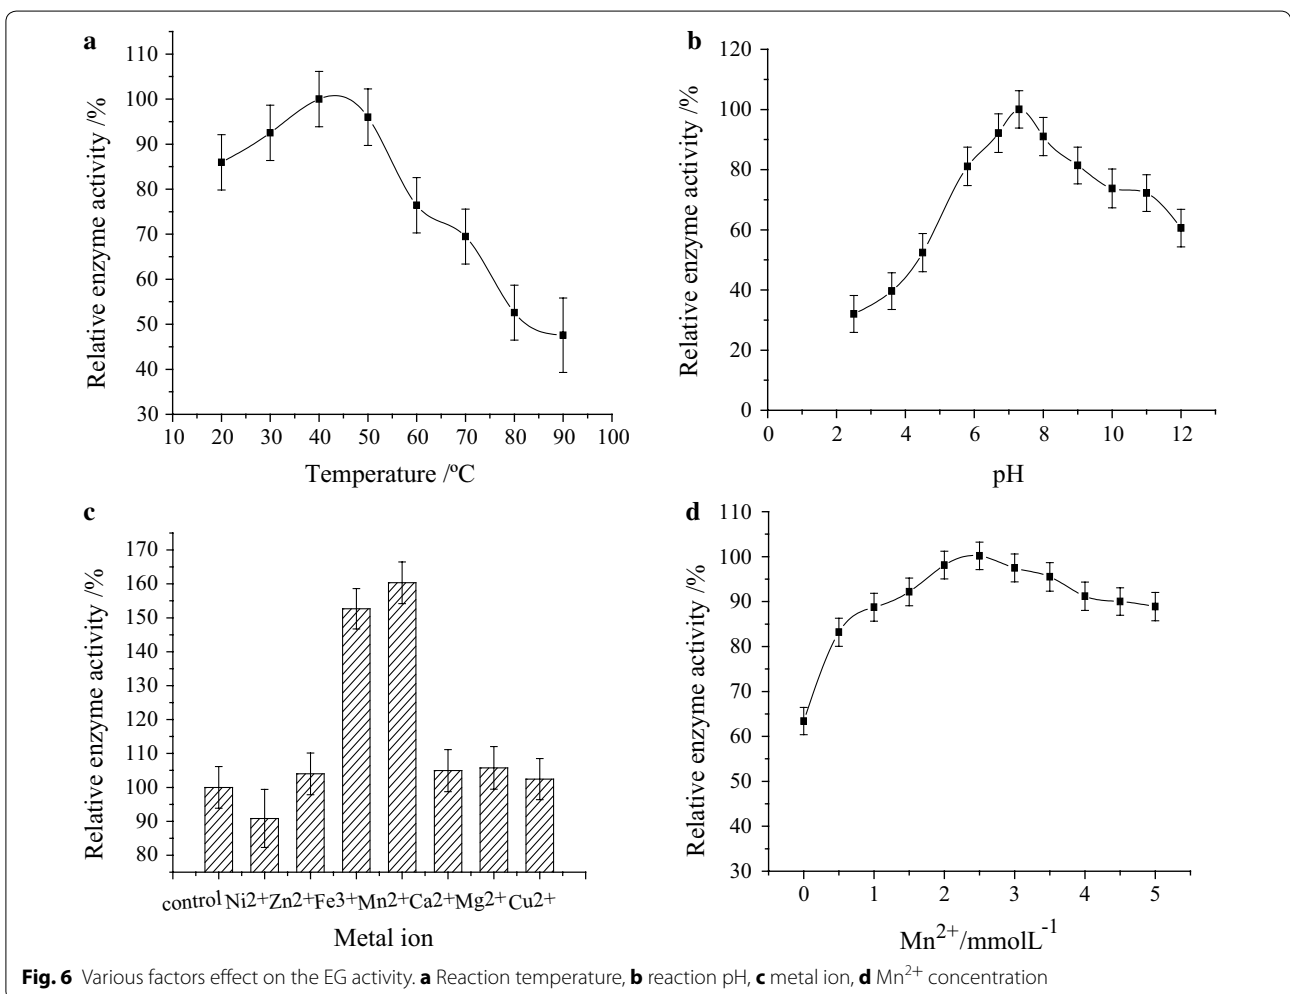 a
110
100
90
80
70
60
50
40
30
10 20 30 40 50 60 70 80 90 100
Relative enzyme activity /%
Temperature /ºC
b
120
100
80
60
40
20
0
0 2 4 6 8 10 12
Relative enzyme activity /%
pH
c
170
160
150
140
130
120
110
100
90
80
control Ni2+ Zn2+ Fe3+ Mn2+ Ca2+ Mg2+ Cu2+
Relative enzyme activity /%
Metal ion
d
110
100
90
80
70
60
50
40
30
0 1 2 3 4 5
Relative enzyme activity /%
Mn2+/mmolL-1
Fig. 6 Various factors effect on the EG activity. a Reaction temperature, b reaction pH, c metal ion, d Mn2+ concentration